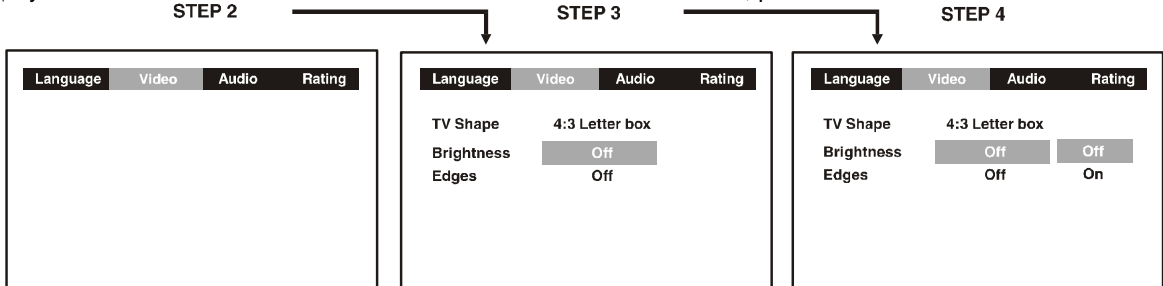 STEP 2
STEP 3
STEP 4
Language Video Audio Rating
Language Video Audio Rating
TV Shape 4:3 Letter box
Brightness Off
Edges Off
Language Video Audio Rating
TV Shape 4:3 Letter box
Brightness Off Off
Edges Off On